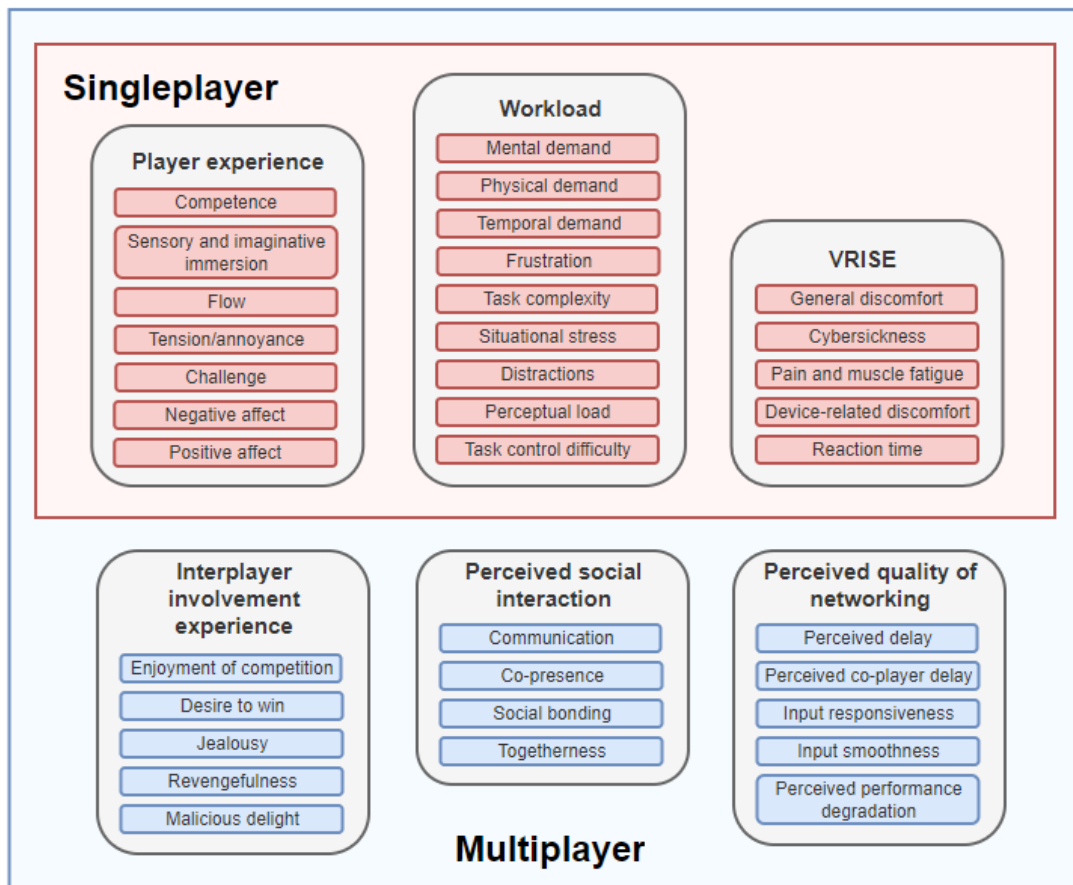 Singleplayer
Player experience
Competence
Sensory and imaginative
immersion
Flow
Tension/annoyance
Challenge
Negative affect
Positive affect
Workload
Mental demand
Physical demand
Temporal demand
Frustration
Task complexity
Situational stress
Distractions
Perceptual load
Task control difficulty
VRISE
General discomfort
Cybersickness
Pain and muscle fatigue
Device-related discomfort
Reaction time
Interplayer
involvement
experience
Enjoyment of competition
Desire to win
Jealousy
Revengefulness
Malicious delight
Perceived social
interaction
Communication
Co-presence
Social bonding
Togetherness
Perceived quality of
networking
Perceived delay
Perceived co-player delay
Input responsiveness
Input smoothness
Perceived performance
degradation
Multiplayer